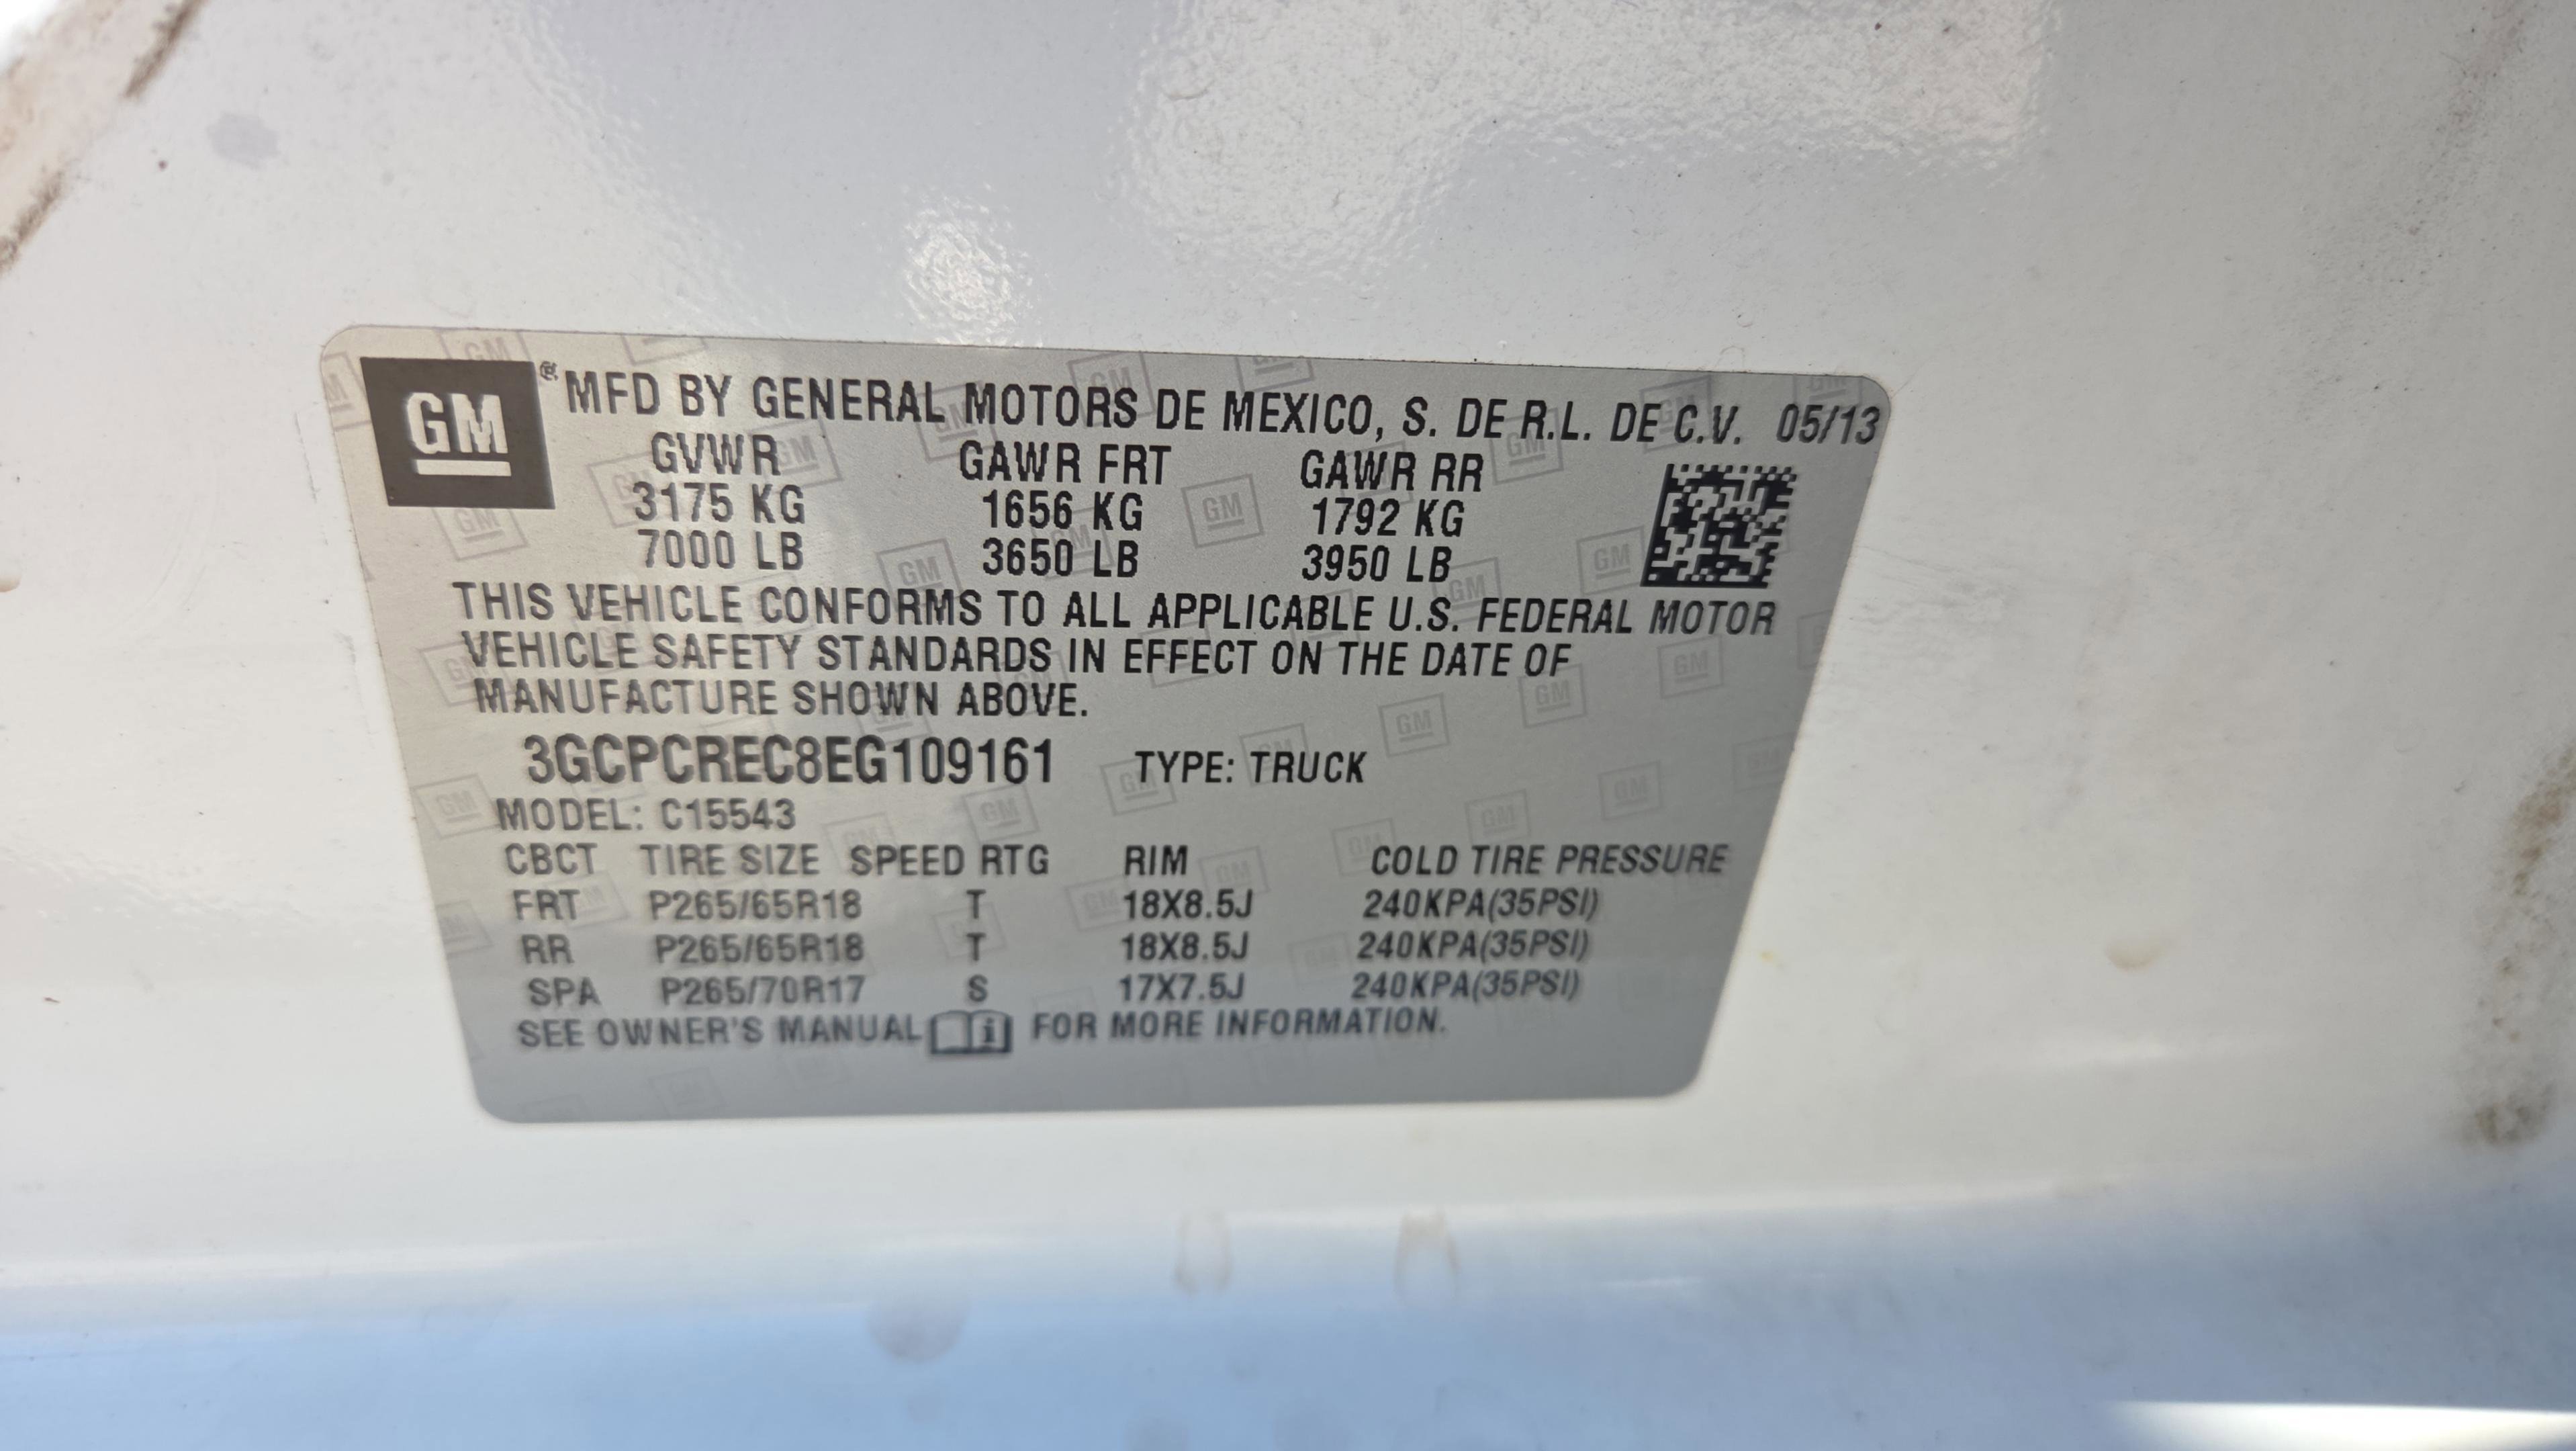 GM ® MFD BY GENERAL MOTORS DE MEXICO, S. DE R.L. DE C.V. 05/13
GVWR GAWR FRT GAWR RR
3175 KG 1656 KG 1792 KG
7000 LB 3650 LB 3950 LB
THIS VEHICLE CONFORMS TO ALL APPLICABLE U.S. FEDERAL MOTOR
VEHICLE SAFETY STANDARDS IN EFFECT ON THE DATE OF
MANUFACTURE SHOWN ABOVE.
3GCPCREC8EG109161 TYPE: TRUCK
MODEL: C15543
CBCT TIRE SIZE SPEED RTG RIM COLD TIRE PRESSURE
FRT P265/65R18 T 18X8.5J 240KPA(35PSI)
RR P265/65R18 T 18X8.5J 240KPA(35PSI)
SPA P265/70R17 S 17X7.5J 240KPA(35PSI)
SEE OWNER'S MANUAL i FOR MORE INFORMATION.